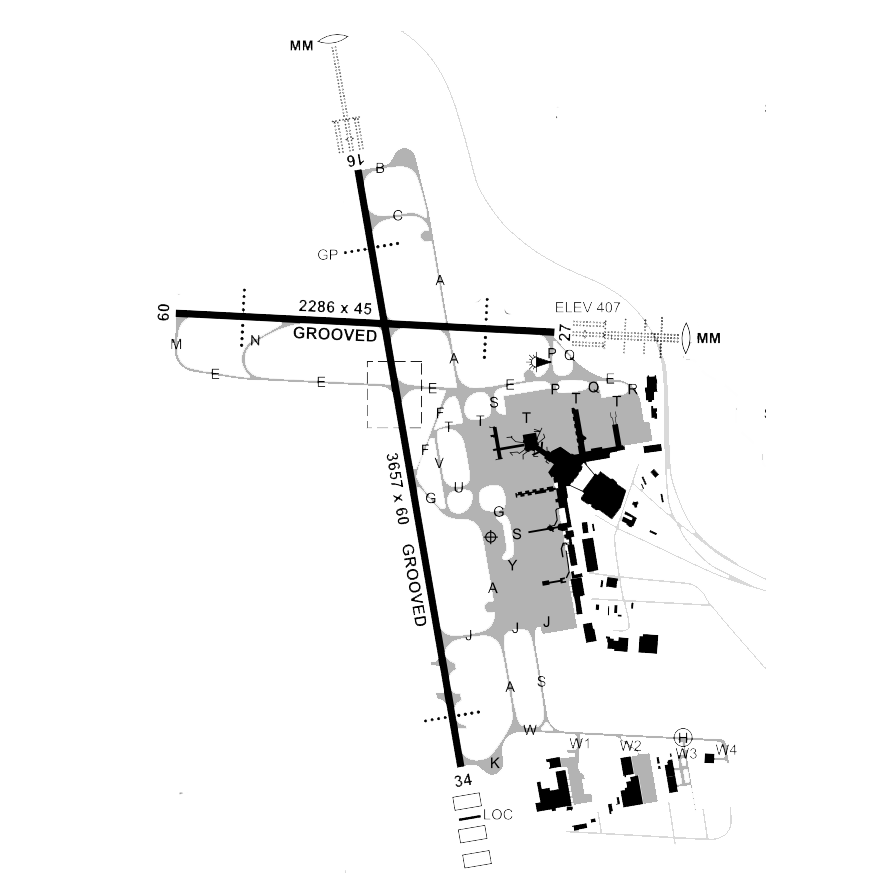 MM
16
B
C
GP
A
09
2286 x 45
GROOVED
ELEV 407
27
MM
M
N
A
P
Q
E
E
E
E
P
Q
E
R
S
T
T
F
T
T
T
F
V
3657 x 60 GROOVED
U
G
G
S
Y
A
J
J
J
A
S
W
W1
W2
H
W3
W4
K
34
LOC